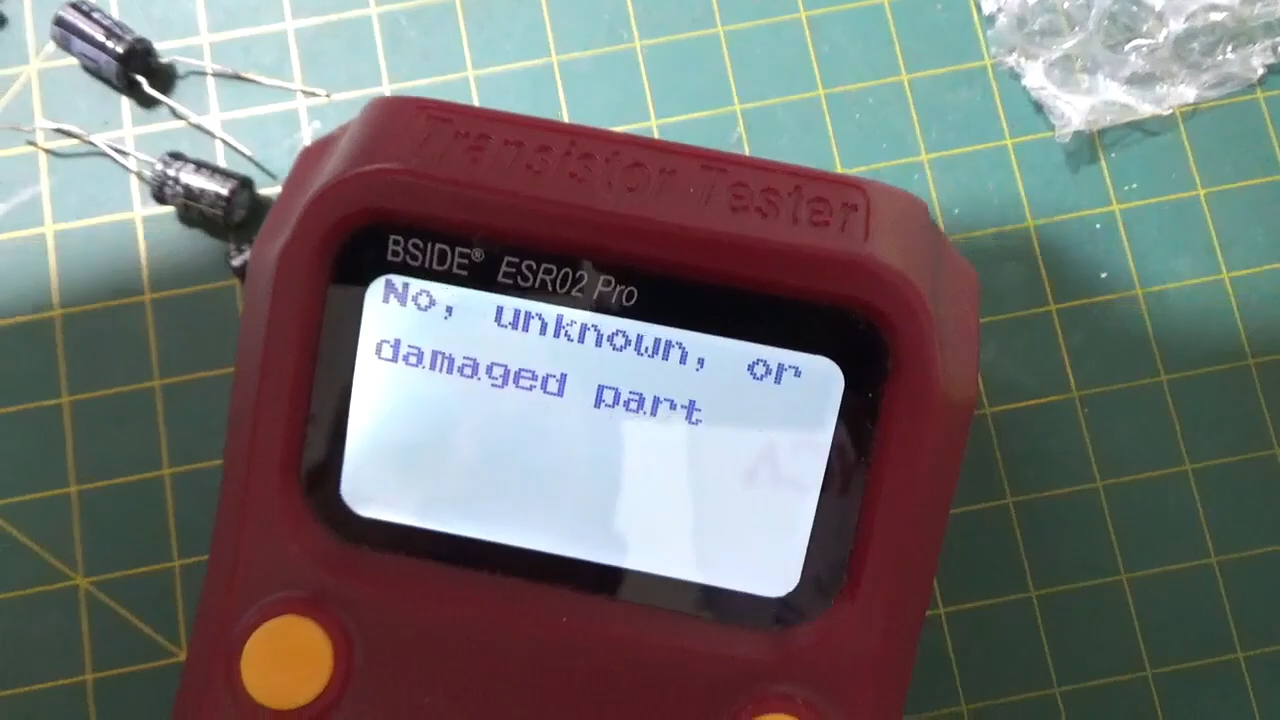 Transistor Tester
BSIDE® ESR02 Pro
No, unknown, or
damaged part